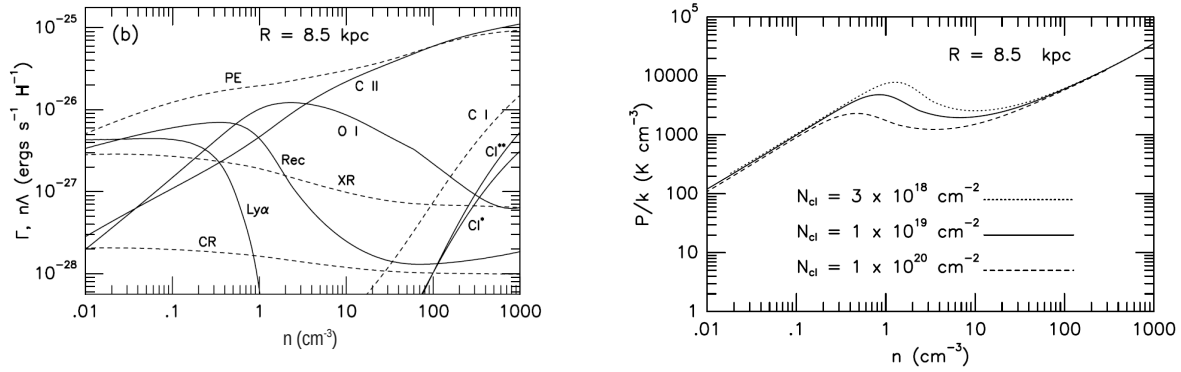 10⁻²⁵
(b)
R = 8.5 kpc
PE
C II
10⁻²⁶
C I
O I
CI**
Rec
XR
10⁻²⁷
Lyα
CI*
CR
10⁻²⁸
.01 .1 1 10 100 1000
n (cm⁻³)
Γ, nΛ (ergs s⁻¹ H⁻¹)
10⁵
R = 8.5 kpc
10000
1000
100
N_cl = 3 x 10¹⁸ cm⁻²
10
N_cl = 1 x 10¹⁹ cm⁻²
N_cl = 1 x 10²⁰ cm⁻²
1
.01 .1 1 10 100 1000
n (cm⁻³)
P/k (K cm⁻³)